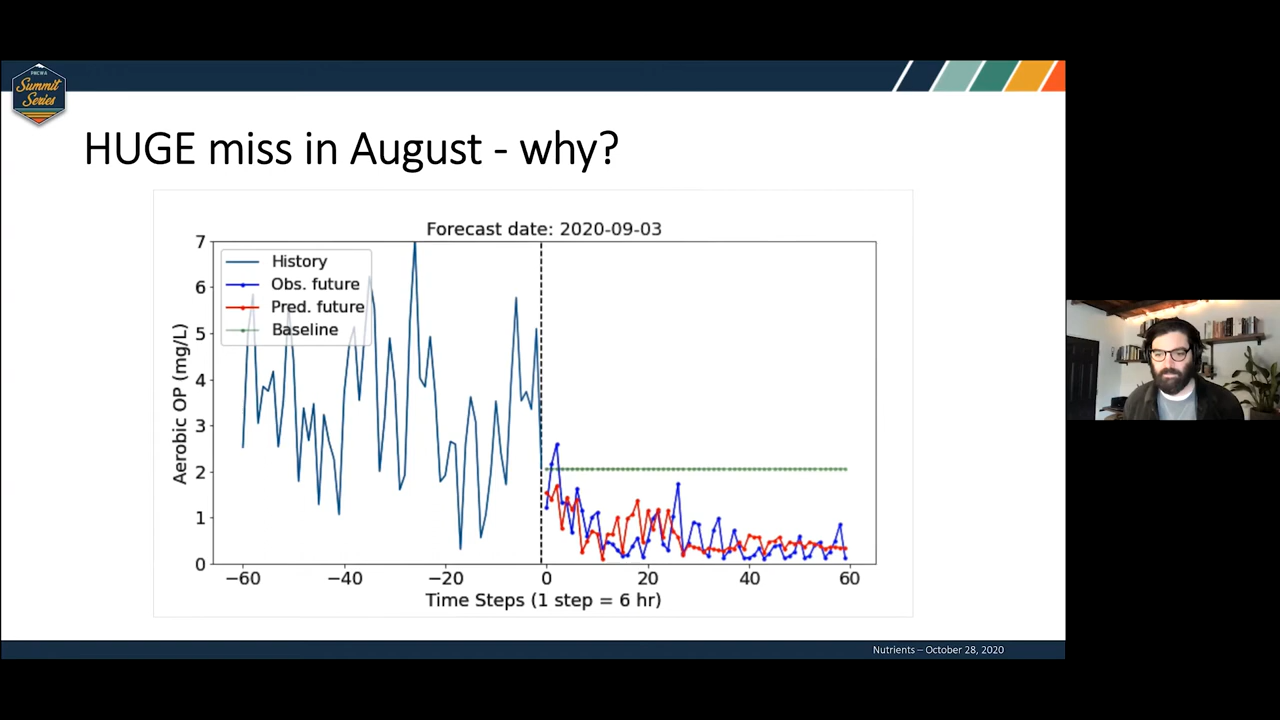 PNCWA
Summit
Series
HUGE miss in August - why?
Forecast date: 2020-09-03
History
Obs. future
Pred. future
Baseline
Aerobic OP (mg/L)
7
6
5
4
3
2
1
0
−60
−40
−20
0
20
40
60
Time Steps (1 step = 6 hr)
Nutrients – October 28, 2020